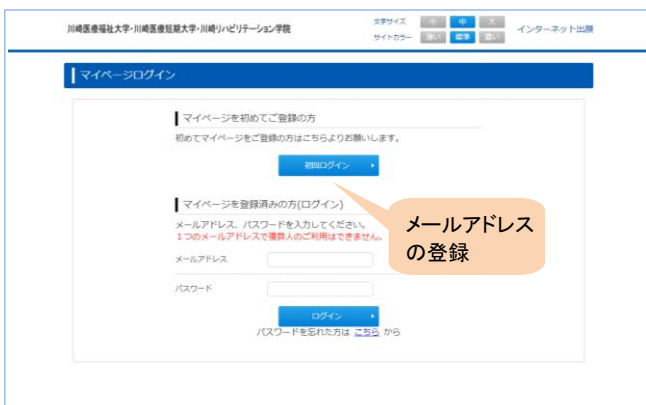 川崎医療福祉大学・川崎医療短期大学・川崎リハビリテーション学院
文字サイズ 小 中 大
サイトカラー 薄い 標準 濃い
インターネット出願
マイページログイン
マイページを初めてご登録の方
初めてマイページをご登録の方はこちらよりお願いします。
初回ログイン
マイページを登録済みの方(ログイン)
メールアドレス、パスワードを入力してください。
1つのメールアドレスで複数人のご利用はできません。
メールアドレス
の登録
メールアドレス
パスワード
ログイン
パスワードを忘れた方は こちら から